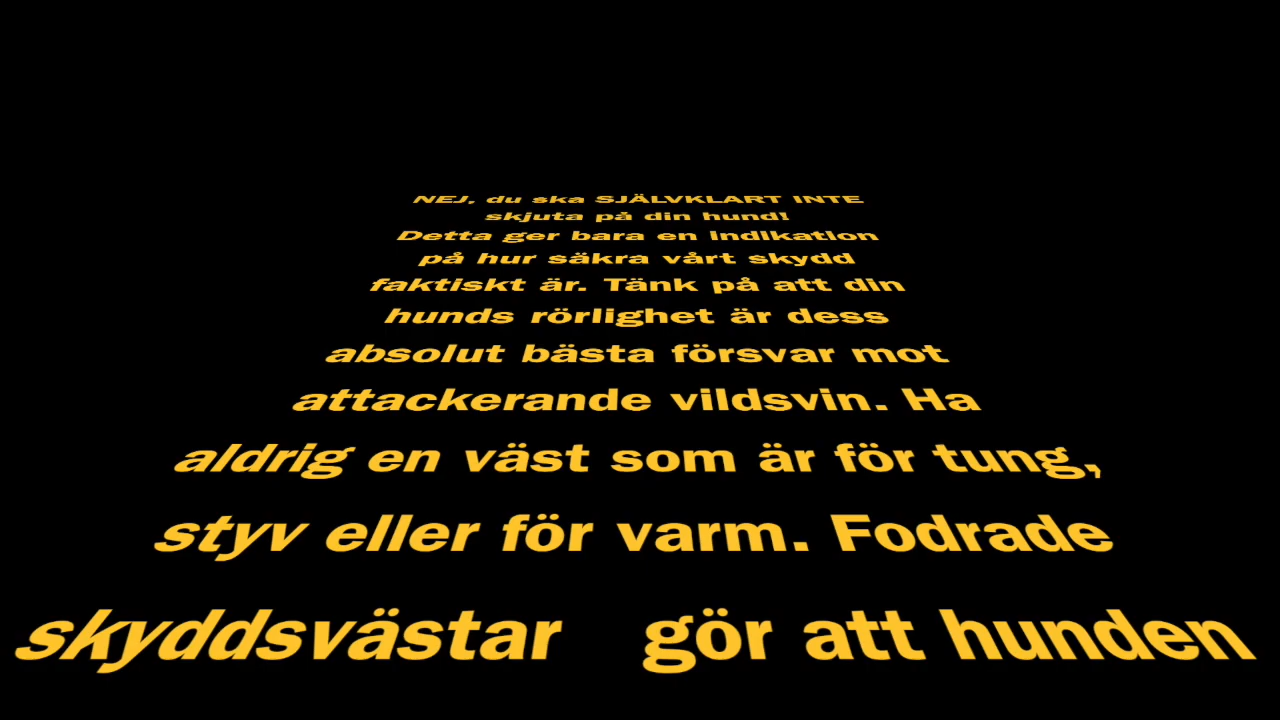 NEJ, du ska SJÄLVKLART INTE
skjuta på din hund!
Detta ger bara en indikation
på hur säkra vårt skydd
faktiskt är. Tänk på att din
hunds rörlighet är dess
absolut bästa försvar mot
attackerande vildsvin. Ha
aldrig en väst som är för tung,
styv eller för varm. Fodrade
skyddsvästar gör att hunden